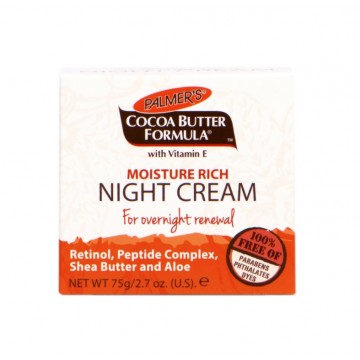 PALMER'S®
COCOA BUTTER
FORMULA®
™
with Vitamin E
MOISTURE RICH
NIGHT CREAM
For overnight renewal
Retinol, Peptide Complex,
Shea Butter and Aloe
NET WT 75g/2.7 oz. (U.S.) ℮
100%
FREE OF
PARABENS
PHTHALATES
DYES